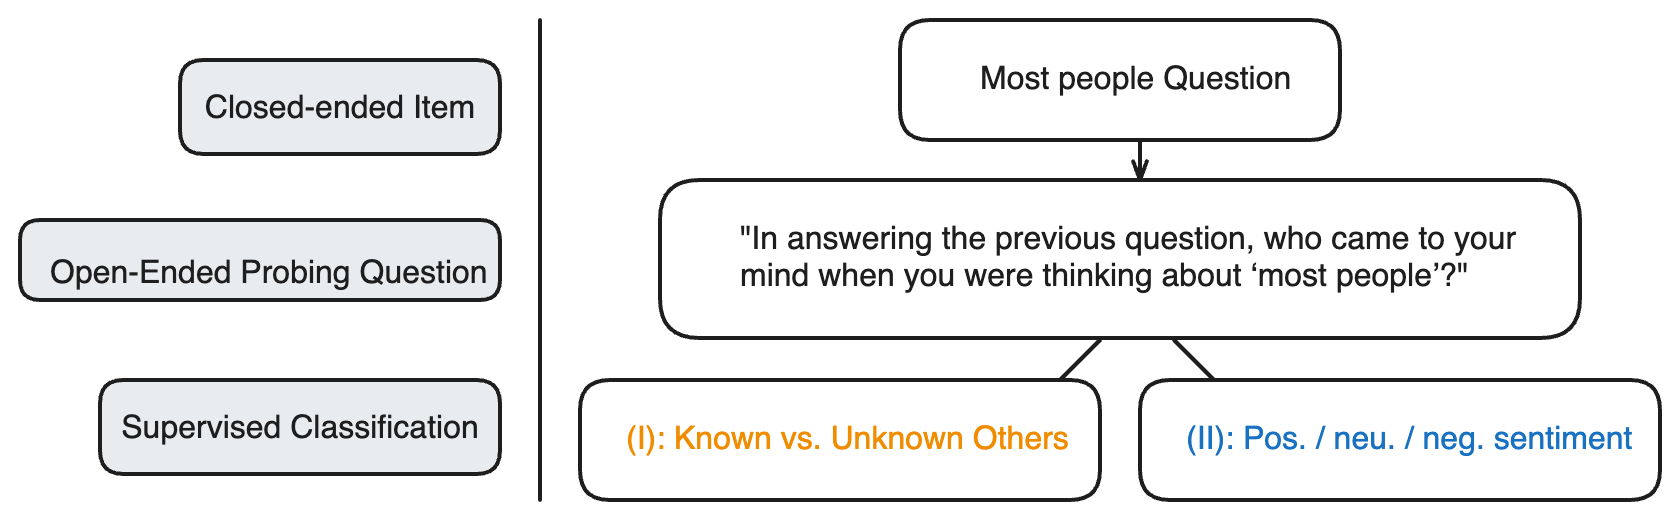 Closed-ended Item
Most people Question
Open-Ended Probing Question
"In answering the previous question, who came to your
mind when you were thinking about ‘most people’?"
Supervised Classification
(I): Known vs. Unknown Others
(II): Pos. / neu. / neg. sentiment